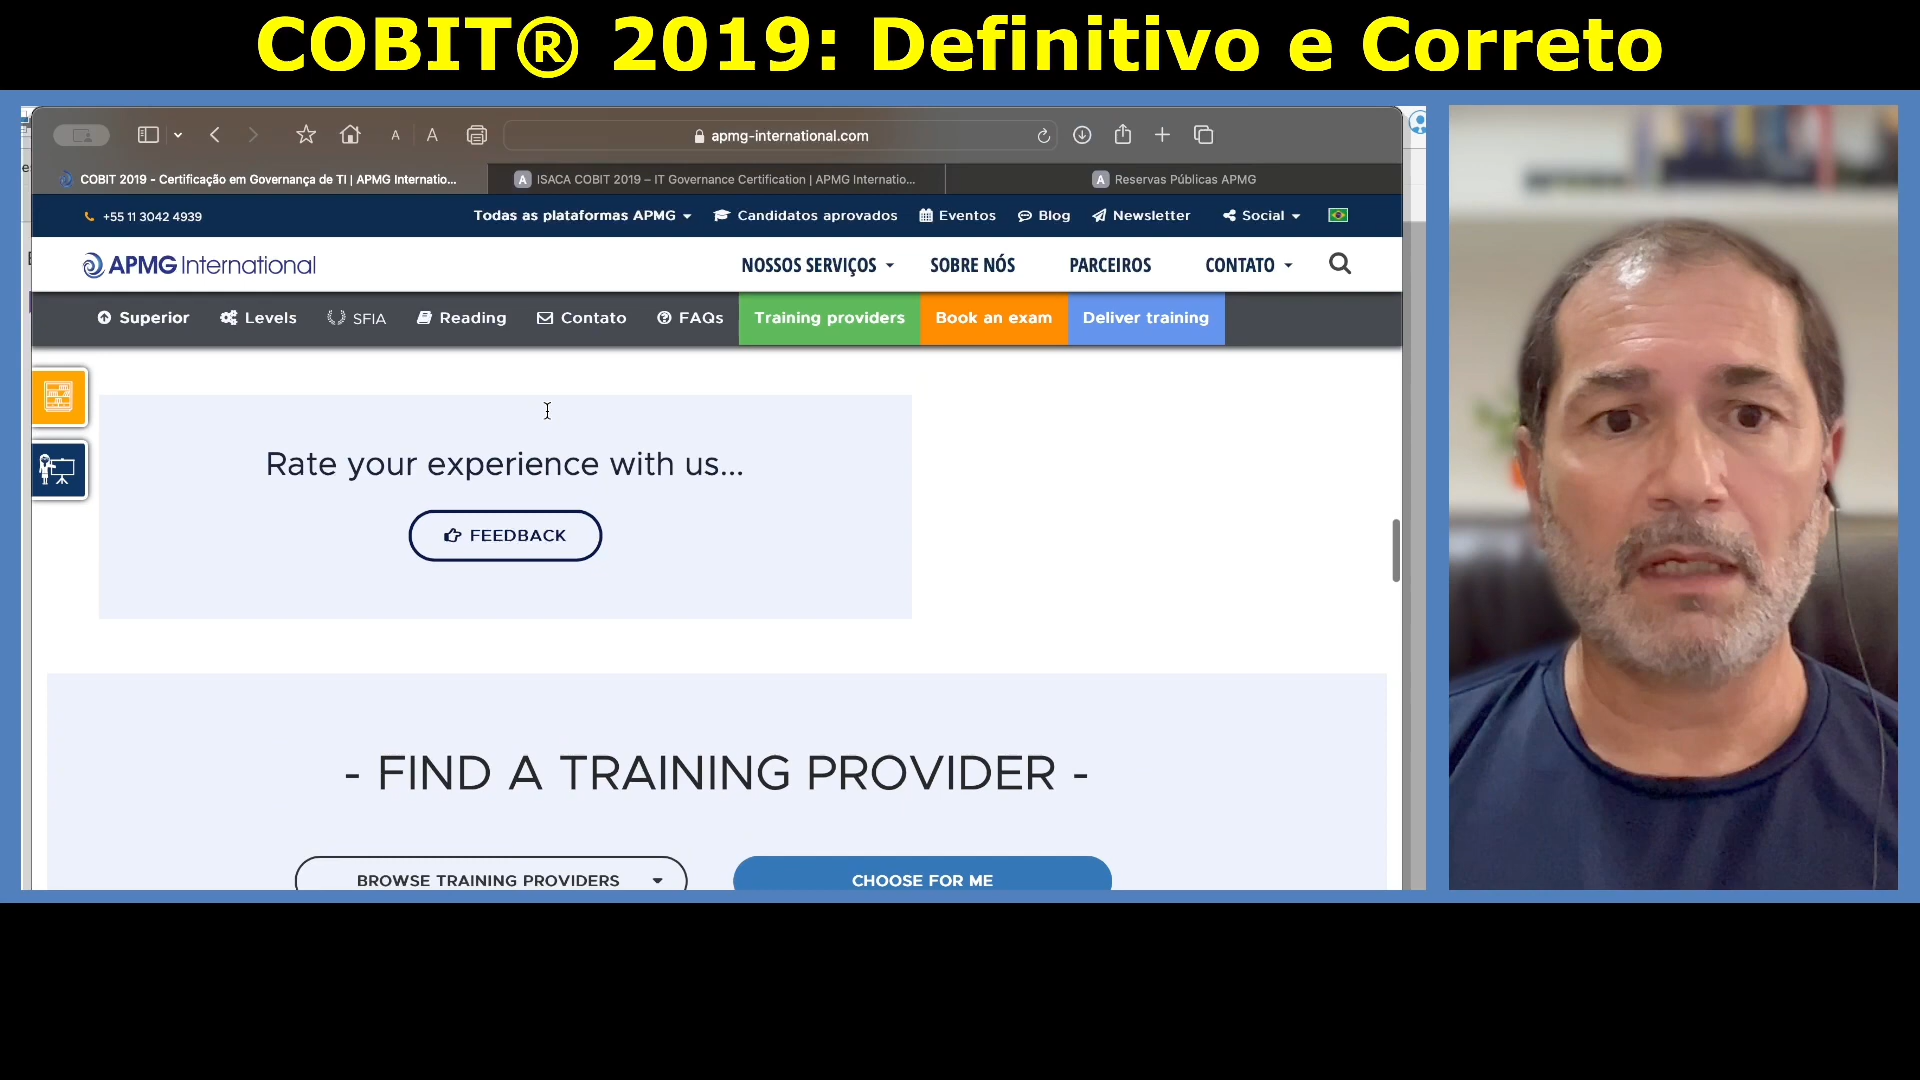 COBIT® 2019: Definitivo e Correto
A A apmg-international.com
COBIT 2019 - Certificação em Governança de TI | APMG Internatio...
A ISACA COBIT 2019 – IT Governance Certification | APMG Internatio...
A Reservas Públicas APMG
+55 11 3042 4939 Todas as plataformas APMG Candidatos aprovados Eventos Blog Newsletter Social
APMG International NOSSOS SERVIÇOS SOBRE NÓS PARCEIROS CONTATO
Superior Levels SFIA Reading Contato FAQs Training providers Book an exam Deliver training
Rate your experience with us...
FEEDBACK
- FIND A TRAINING PROVIDER -
BROWSE TRAINING PROVIDERS CHOOSE FOR ME